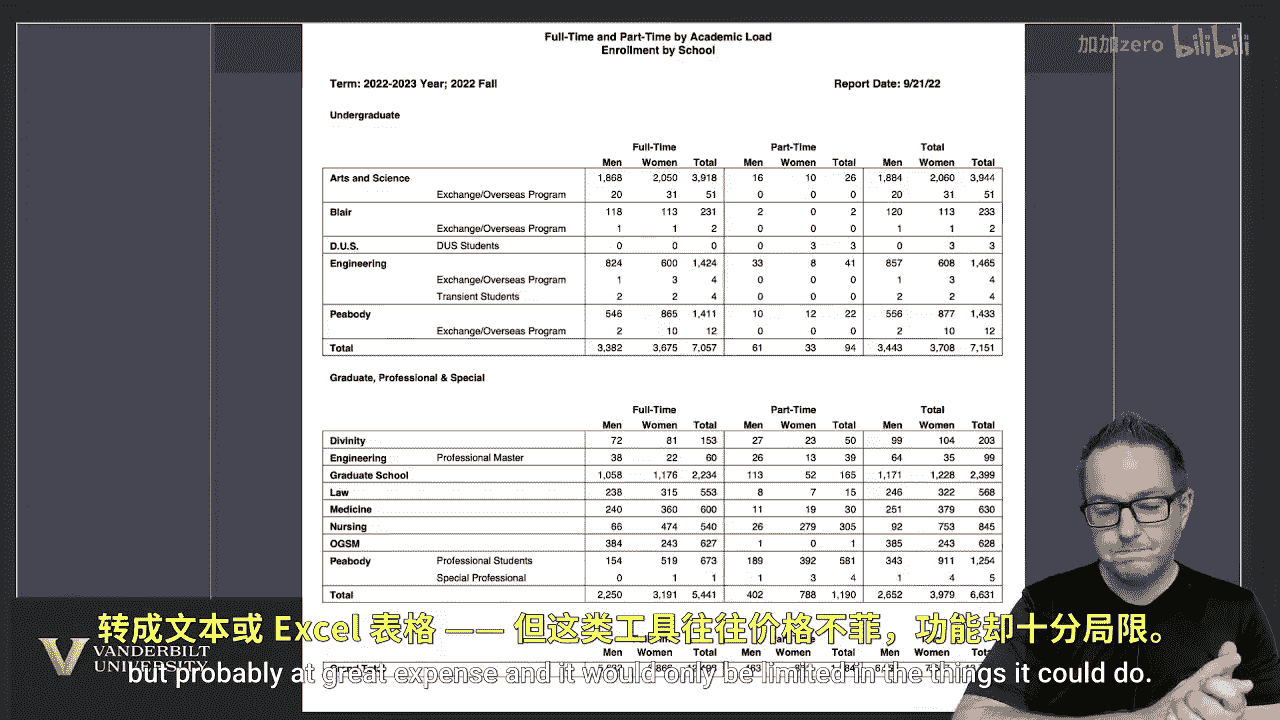 Full-Time and Part-Time by Academic Load
Enrollment by School
加加zero bilibili
Term: 2022-2023 Year; 2022 Fall Report Date: 9/21/22
Undergraduate
Full-Time Part-Time Total
Men Women Total Men Women Total Men Women Total
Arts and Science 1,868 2,050 3,918 16 10 26 1,884 2,060 3,944
Exchange/Overseas Program 20 31 51 0 0 0 20 31 51
Blair 118 113 231 2 0 2 120 113 233
Exchange/Overseas Program 1 1 2 0 0 0 1 1 2
D.U.S. DUS Students 0 0 0 0 3 3 0 3 3
Engineering 824 600 1,424 33 8 41 857 608 1,465
Exchange/Overseas Program 1 3 4 0 0 0 1 3 4
Transient Students 2 2 4 0 0 0 2 2 4
Peabody 546 865 1,411 10 12 22 556 877 1,433
Exchange/Overseas Program 2 10 12 0 0 0 2 10 12
Total 3,382 3,675 7,057 61 33 94 3,443 3,708 7,151
Graduate, Professional & Special
Full-Time Part-Time Total
Men Women Total Men Women Total Men Women Total
Divinity 72 81 153 27 23 50 99 104 203
Engineering Professional Master 38 22 60 26 13 39 64 35 99
Graduate School 1,058 1,176 2,234 113 52 165 1,171 1,228 2,399
Law 238 315 553 8 7 15 246 322 568
Medicine 240 360 600 11 19 30 251 379 630
Nursing 66 474 540 26 279 305 92 753 845
OGSM 384 243 627 1 0 1 385 243 628
Peabody Professional Students 154 519 673 189 392 581 343 911 1,254
Special Professional 0 1 1 1 3 4 1 4 5
Total 2,250 3,191 5,441 402 788 1,190 2,652 3,979 6,631
转成文本或 Excel 表格 —— 但这类工具往往价格不菲，功能却十分局限。
Men Women Total Men Women Total Men Women Total
VANDERBILT
UNIVERSITY
but probably at great expense and it would only be limited in the things it could do.